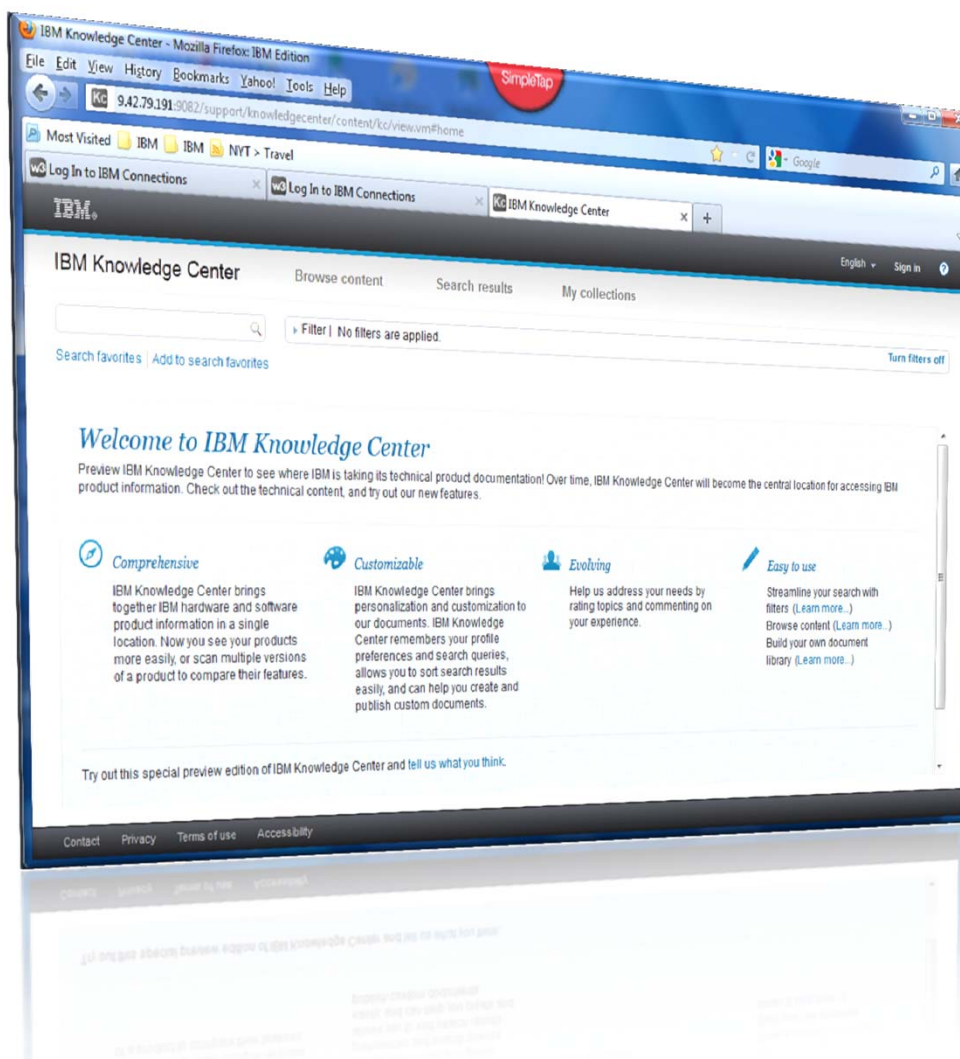 IBM Knowledge Center - Mozilla Firefox: IBM Edition
File Edit View History Bookmarks Yahoo! Tools Help
SimpleTap
Kc 9.42.79.191:9082/support/knowledgecenter/content/kc/view.vm#home
Google
Most Visited IBM IBM NYT > Travel
w3 Log In to IBM Connections
w3 Log In to IBM Connections
Kc IBM Knowledge Center
IBM®
English Sign in ?
IBM Knowledge Center Browse content Search results My collections
Filter | No filters are applied. Turn filters off
Search favorites | Add to search favorites
Welcome to IBM Knowledge Center
Preview IBM Knowledge Center to see where IBM is taking its technical product documentation! Over time, IBM Knowledge Center will become the central location for accessing IBM
product information. Check out the technical content, and try out our new features.
Comprehensive
IBM Knowledge Center brings
together IBM hardware and software
product information in a single
location. Now you see your products
more easily, or scan multiple versions
of a product to compare their features.
Customizable
IBM Knowledge Center brings
personalization and customization to
our documents. IBM Knowledge
Center remembers your profile
preferences and search queries,
allows you to sort search results
easily, and can help you create and
publish custom documents.
Evolving
Help us address your needs by
rating topics and commenting on
your experience.
Easy to use
Streamline your search with
filters (Learn more...)
Browse content (Learn more...)
Build your own document
library (Learn more...)
Try out this special preview edition of IBM Knowledge Center and tell us what you think.
Contact Privacy Terms of use Accessibility